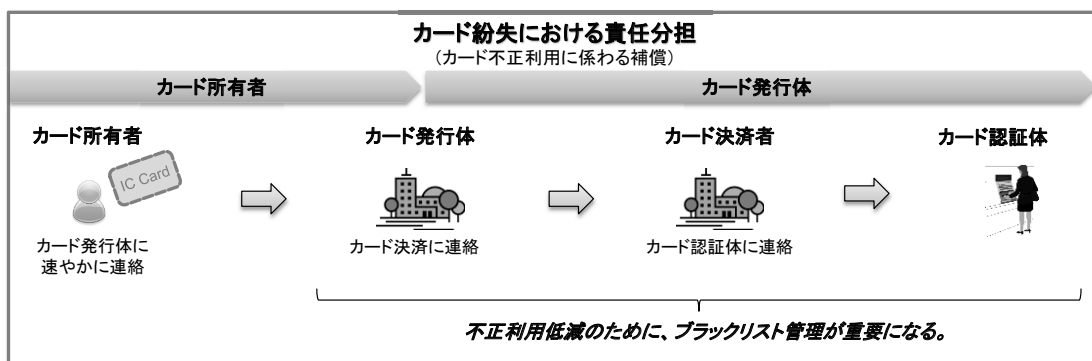 カード紛失における責任分担
（カード不正利用に係わる補償）
カード所有者
カード発行体
カード所有者
カード発行体
カード決済者
カード認証体
IC Card
カード発行体に
速やかに連絡
カード決済に連絡
カード認証体に連絡
不正利用低減のために、ブラックリスト管理が重要になる。